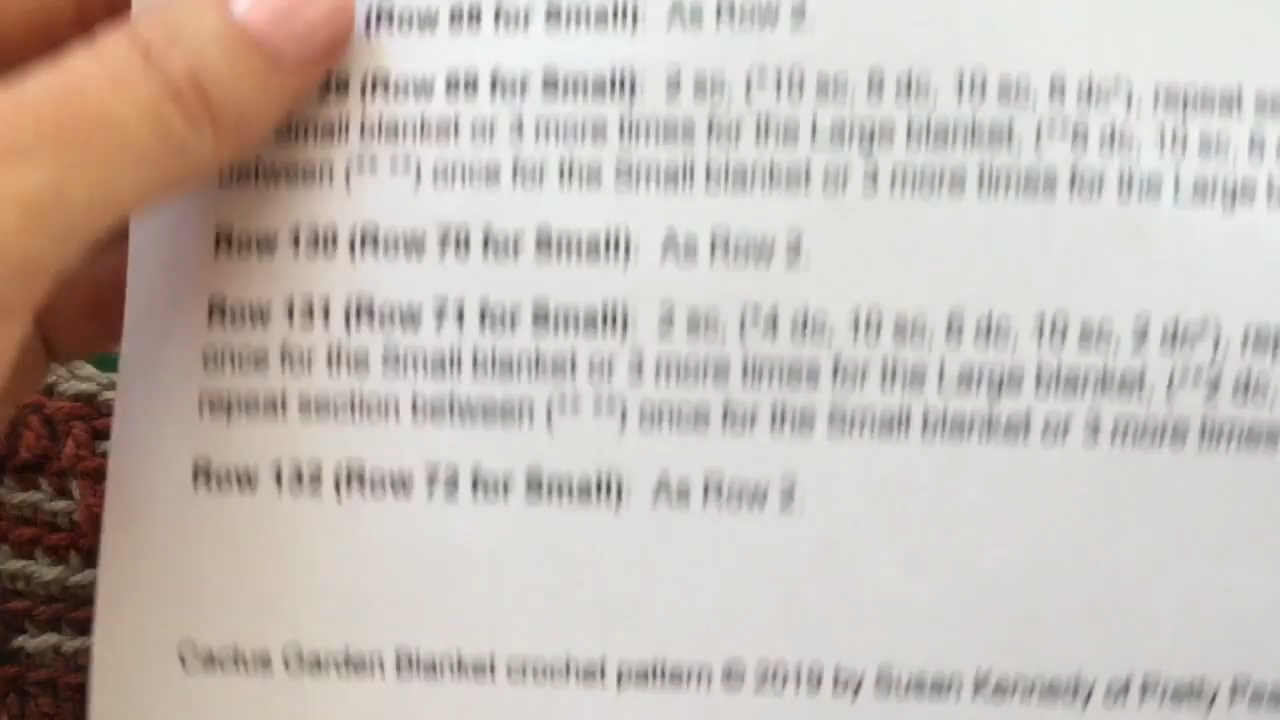 (Row 68 for Small): As Row 2.
(Row 69 for Small): 3 sc, (*10 sc, 6 dc, 10 sc, 6 dc*), repeat
Small blanket or 3 more times for the Large blanket, (**6 dc, 10 sc, 6
between (** **) once for the Small blanket or 3 more times for the Large
Row 130 (Row 70 for Small): As Row 2.
Row 131 (Row 71 for Small): 3 sc, (*4 dc, 10 sc, 6 dc, 10 sc, 2 dc*),
once for the Small blanket or 3 more times for the Large blanket, (**2 dc,
repeat section between (** **) once for the Small blanket or 3 more times
Row 132 (Row 72 for Small): As Row 2.
Cactus Garden Blanket crochet pattern © 2019 by Susan Kennedy of Pretty